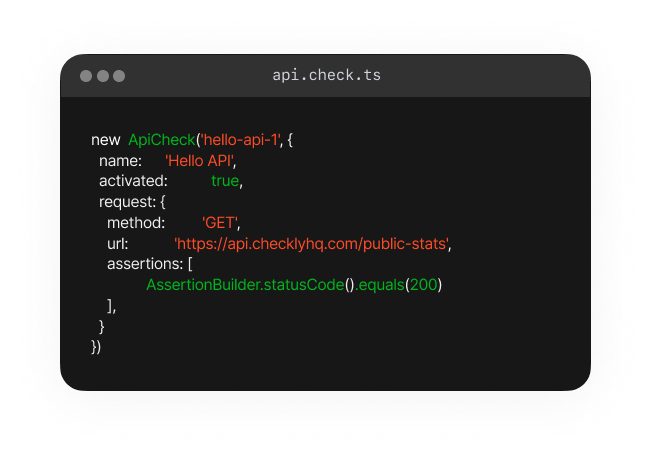 api.check.ts
new ApiCheck('hello-api-1', {
name: 'Hello API',
activated: true,
request: {
method: 'GET',
url: 'https://api.checklyhq.com/public-stats',
assertions: [
AssertionBuilder.statusCode().equals(200)
],
}
})